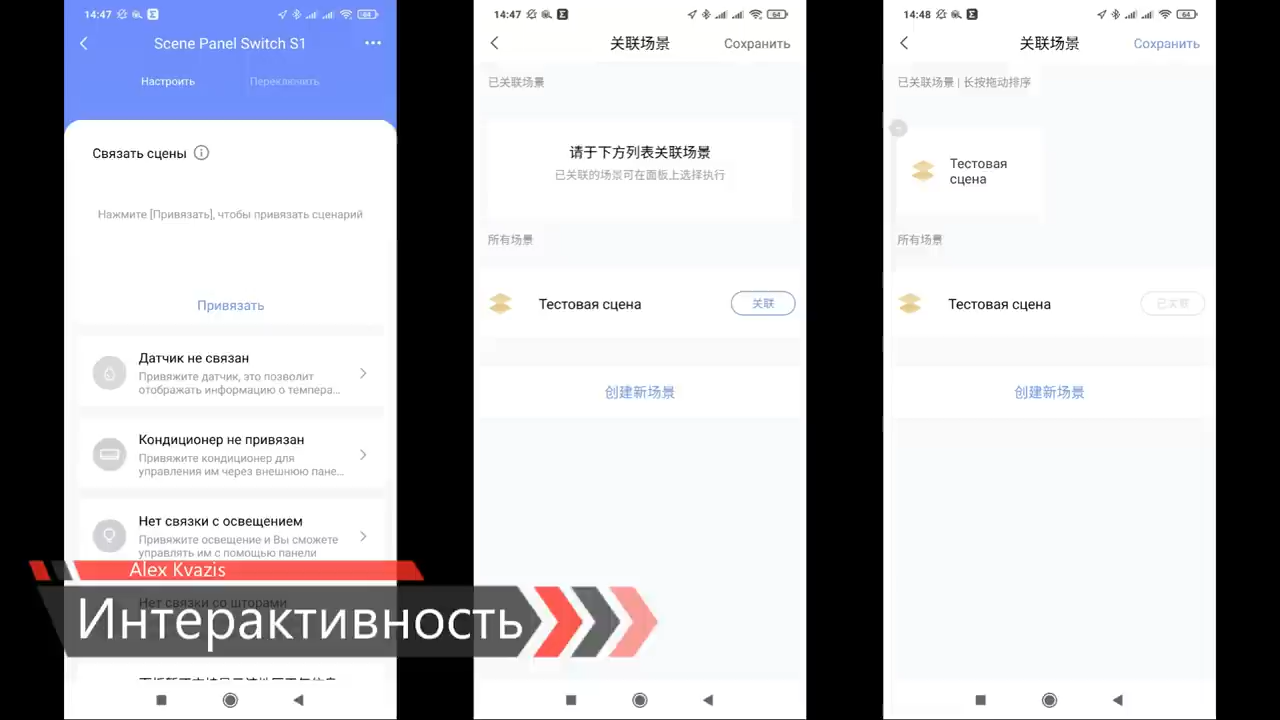 14:47
Scene Panel Switch S1
Настроить
Переключить
Связать сцены
Нажмите [Привязать], чтобы привязать сценарий
Привязать
Датчик не связан
Привяжите датчик, это позволит
отображать информацию о темпера...
Кондиционер не привязан
Привяжите кондиционер для
управления им через внешнюю пане...
Нет связки с освещением
Привяжите освещение и Вы сможете
управлять им с помощью панели
Нет связки со шторами
Alex Kvazis
Интерактивность
14:47
关联场景
Сохранить
已关联场景
请于下方列表关联场景
已关联的场景可在面板上选择执行
所有场景
Тестовая сцена
关联
创建新场景
14:48
64
关联场景
Сохранить
已关联场景 | 长按拖动排序
Тестовая
сцена
所有场景
Тестовая сцена
已关联
创建新场景